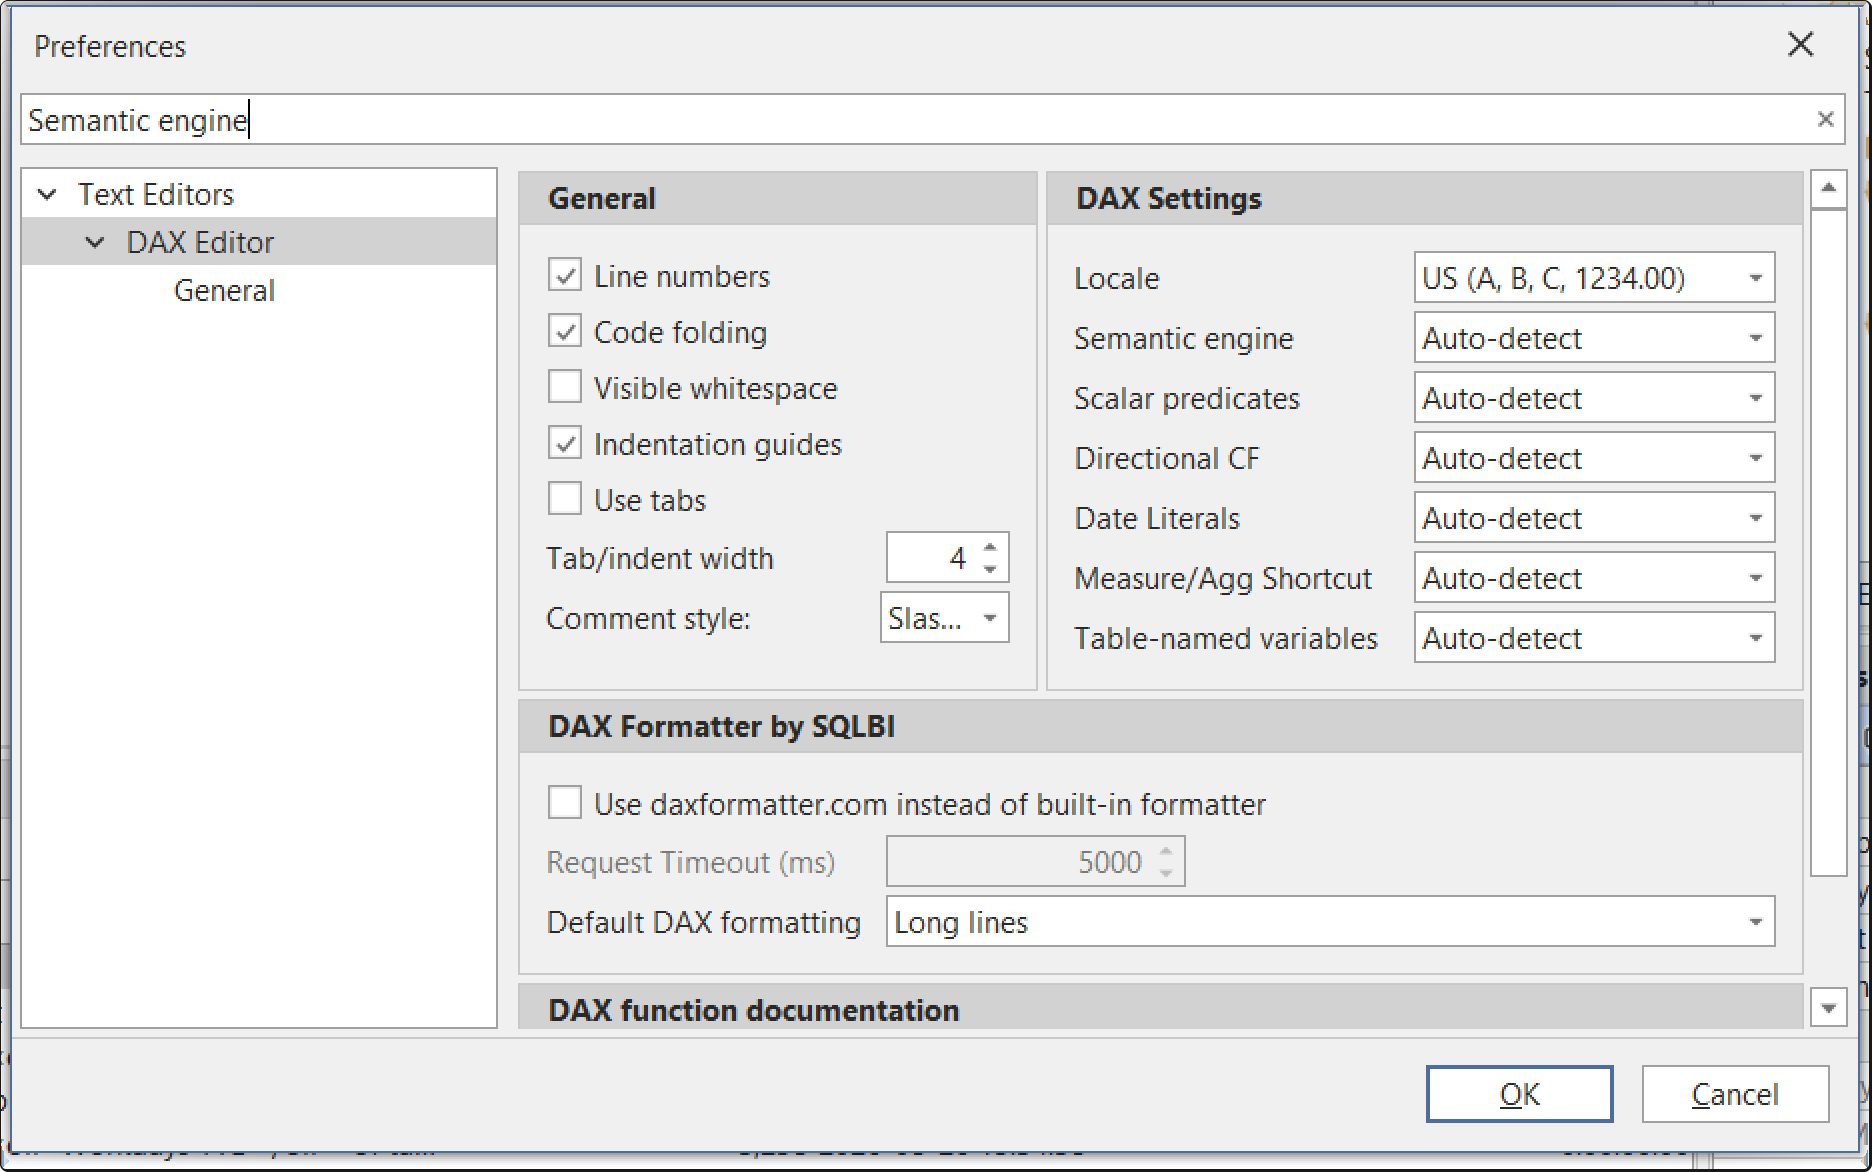 Preferences
Semantic engine
Text Editors
DAX Editor
General
General
Line numbers
Code folding
Visible whitespace
Indentation guides
Use tabs
Tab/indent width 4
Comment style: Slas...
DAX Settings
Locale US (A, B, C, 1234.00)
Semantic engine Auto-detect
Scalar predicates Auto-detect
Directional CF Auto-detect
Date Literals Auto-detect
Measure/Agg Shortcut Auto-detect
Table-named variables Auto-detect
DAX Formatter by SQLBI
Use daxformatter.com instead of built-in formatter
Request Timeout (ms) 5000
Default DAX formatting Long lines
DAX function documentation
OK Cancel